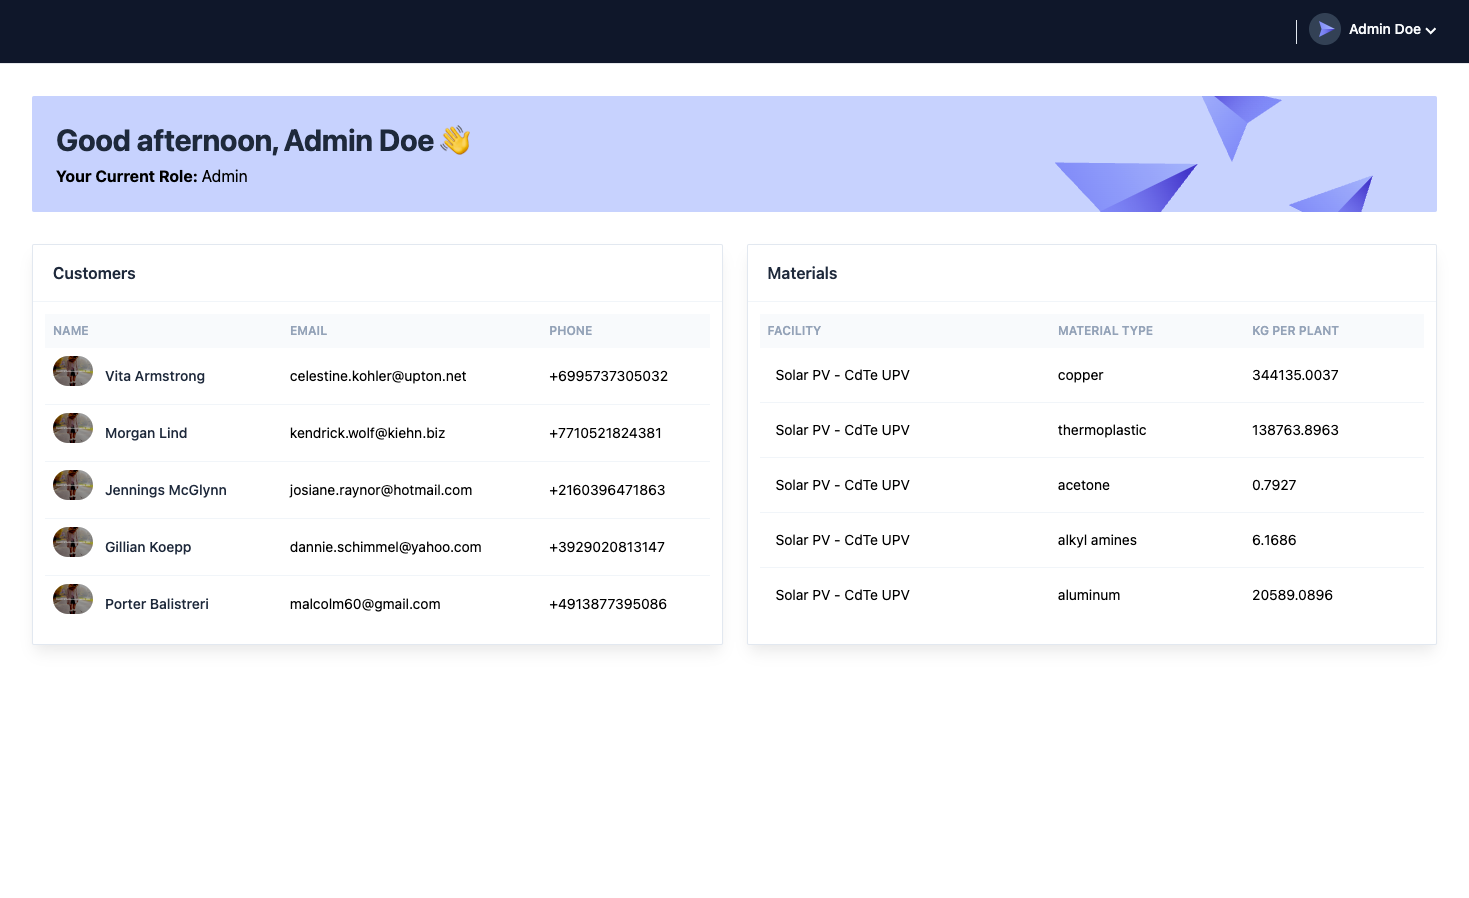 Admin Doe
Good afternoon, Admin Doe 👋
Your Current Role: Admin
Customers
NAME EMAIL PHONE
Vita Armstrong celestine.kohler@upton.net +6995737305032
Morgan Lind kendrick.wolf@kiehn.biz +7710521824381
Jennings McGlynn josiane.raynor@hotmail.com +2160396471863
Gillian Koepp dannie.schimmel@yahoo.com +3929020813147
Porter Balistreri malcolm60@gmail.com +4913877395086
Materials
FACILITY MATERIAL TYPE KG PER PLANT
Solar PV - CdTe UPV copper 344135.0037
Solar PV - CdTe UPV thermoplastic 138763.8963
Solar PV - CdTe UPV acetone 0.7927
Solar PV - CdTe UPV alkyl amines 6.1686
Solar PV - CdTe UPV aluminum 20589.0896